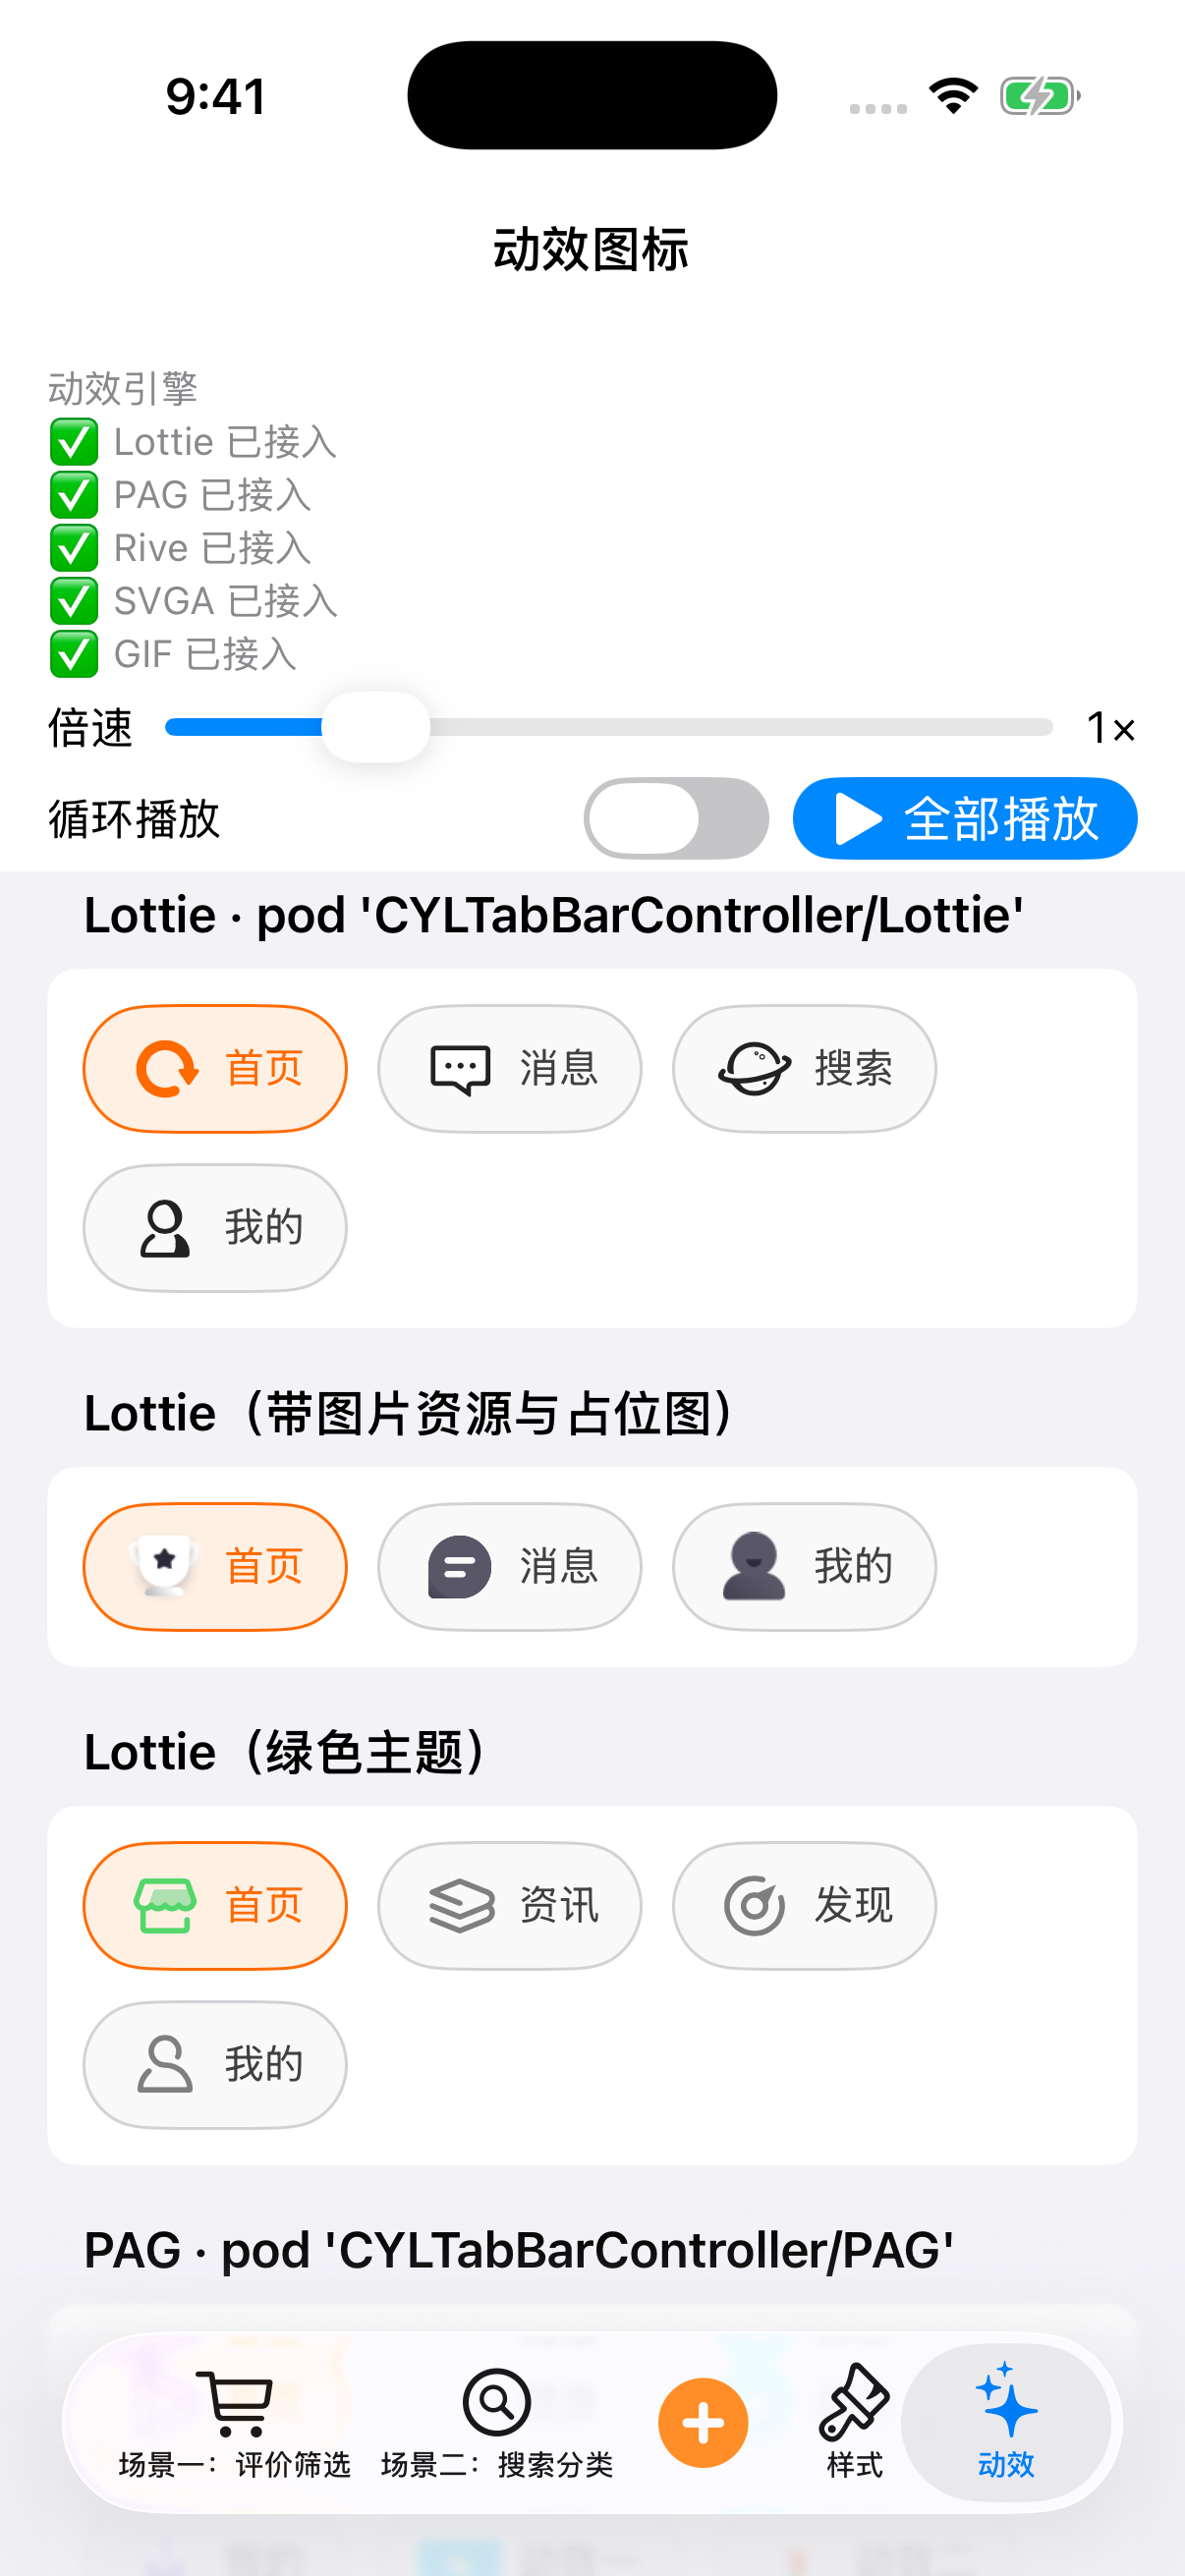 9:41
动效图标
动效引擎
✅ Lottie 已接入
✅ PAG 已接入
✅ Rive 已接入
✅ SVGA 已接入
✅ GIF 已接入
倍速 1×
循环播放 全部播放
Lottie · pod 'CYLTabBarController/Lottie'
首页 消息 搜索
我的
Lottie（带图片资源与占位图）
首页 消息 我的
Lottie（绿色主题）
首页 资讯 发现
我的
PAG · pod 'CYLTabBarController/PAG'
场景一：评价筛选 场景二：搜索分类 样式 动效